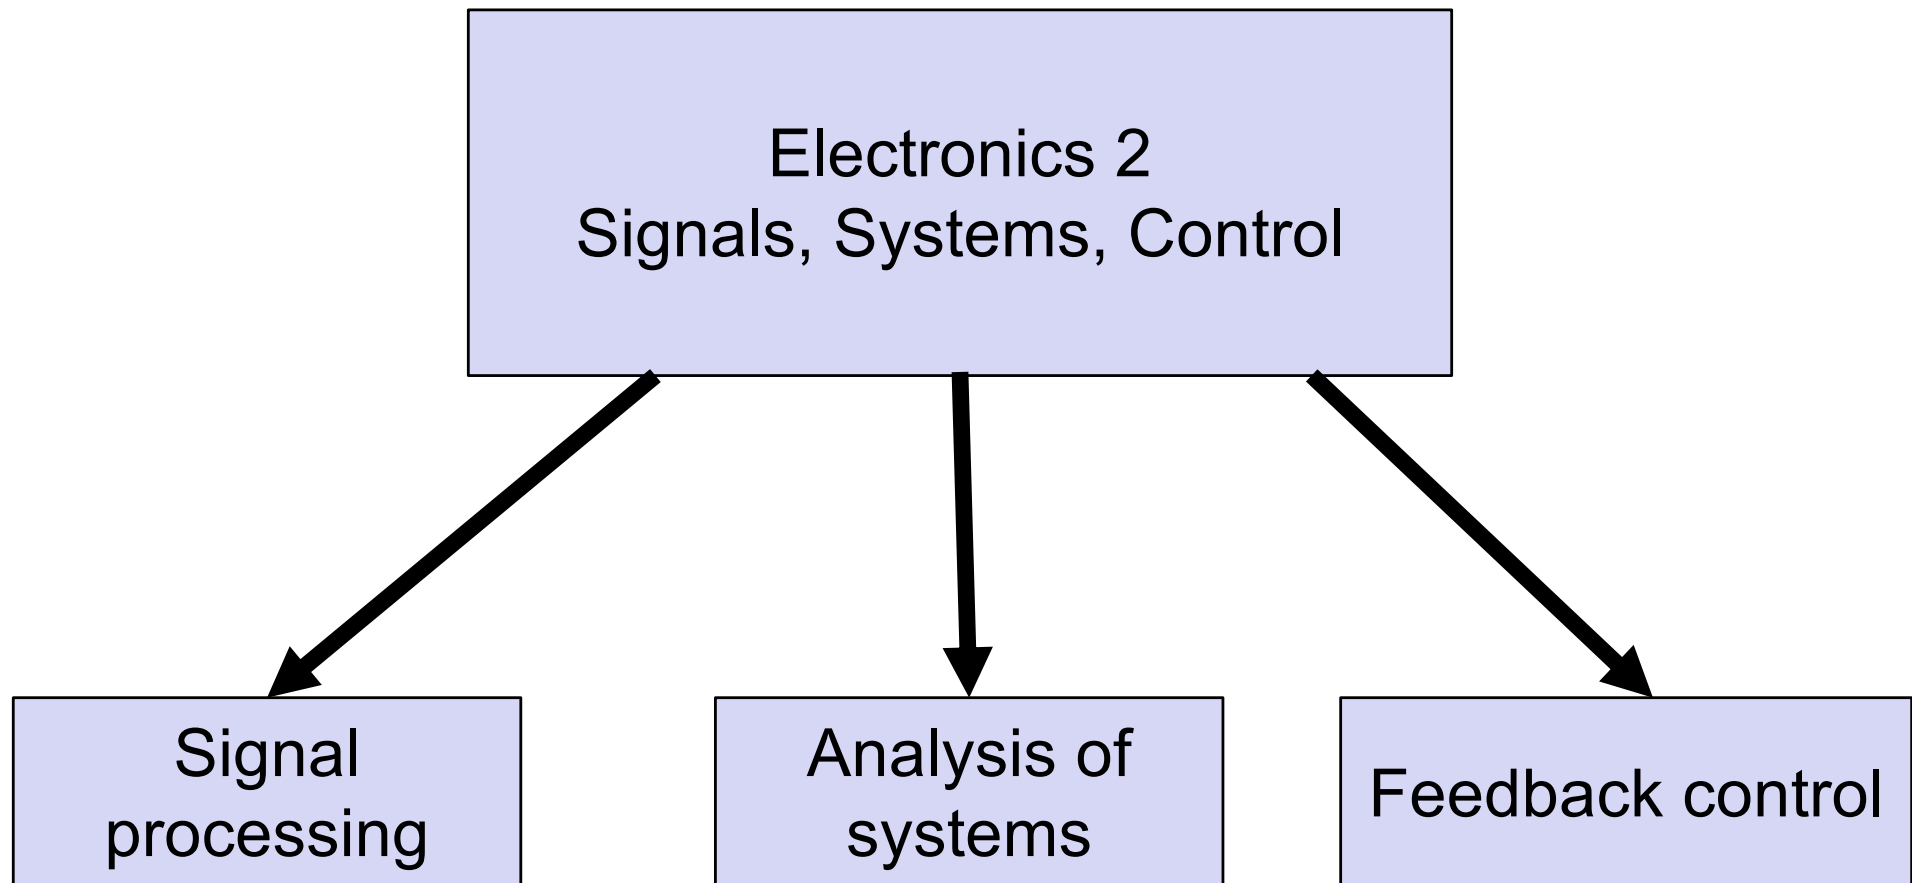 Electronics 2
Signals, Systems, Control
Signal
processing
Analysis of
systems
Feedback control